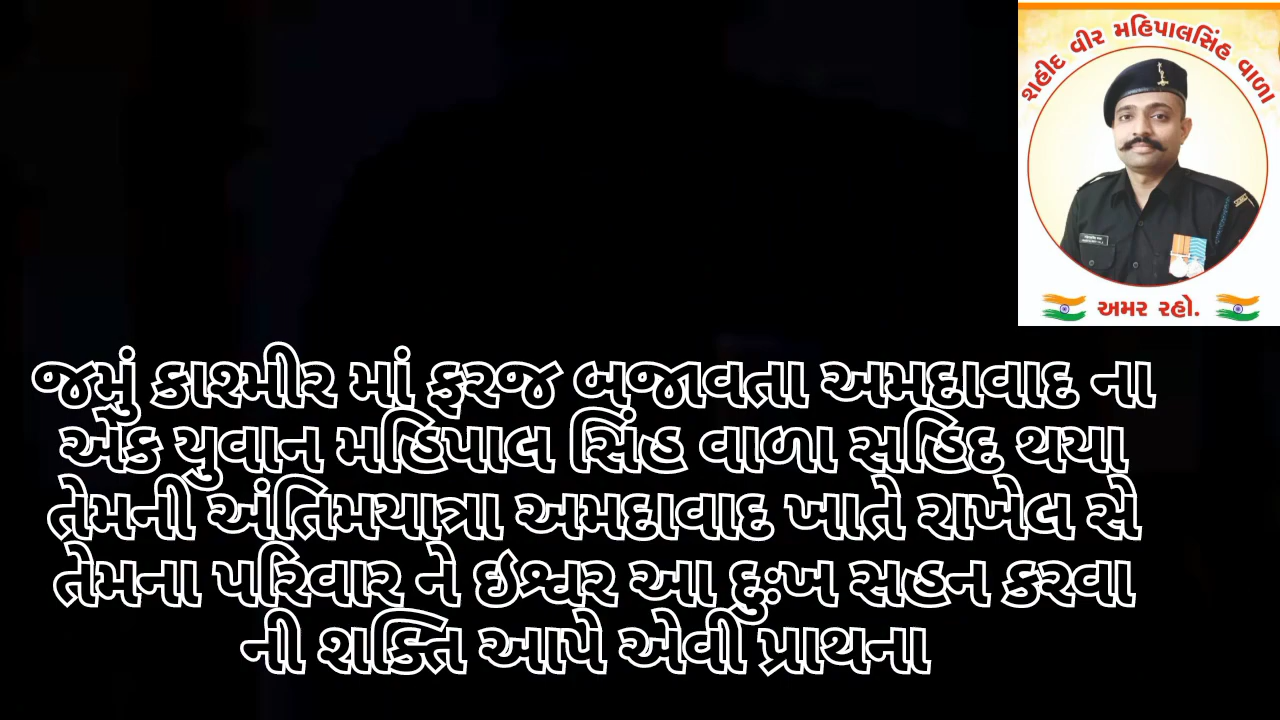 શહીદ વીર મહિપાલસિંહ વાળા
અમર રહો.
જમું કાશ્મીર માં ફરજ બજાવતા અમદાવાદ ના
એક યુવાન મહિપાલ સિંહ વાળા સહિદ થયા
તેમની અંતિમયાત્રા અમદાવાદ ખાતે રાખેલ સે
તેમના પરિવાર ને ઇશ્વર આ દુઃખ સહન કરવા
ની શક્તિ આપે એવી પ્રાથના